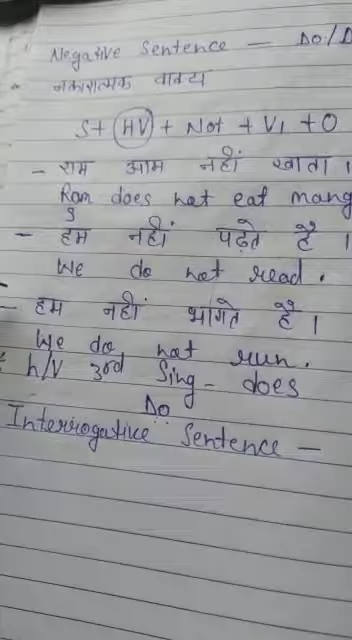 Negative Sentence — Do/D
नकारात्मक वाक्य
S + HV + Not + V1 + O
- राम आम नहीं खाता ।
Ram does not eat mang
- हम नहीं पढ़ते है ।
We do not read.
- हम नहीं भागते है ।
We do not run.
h/V 3rd Sing - does
Do
Interrogative Sentence —